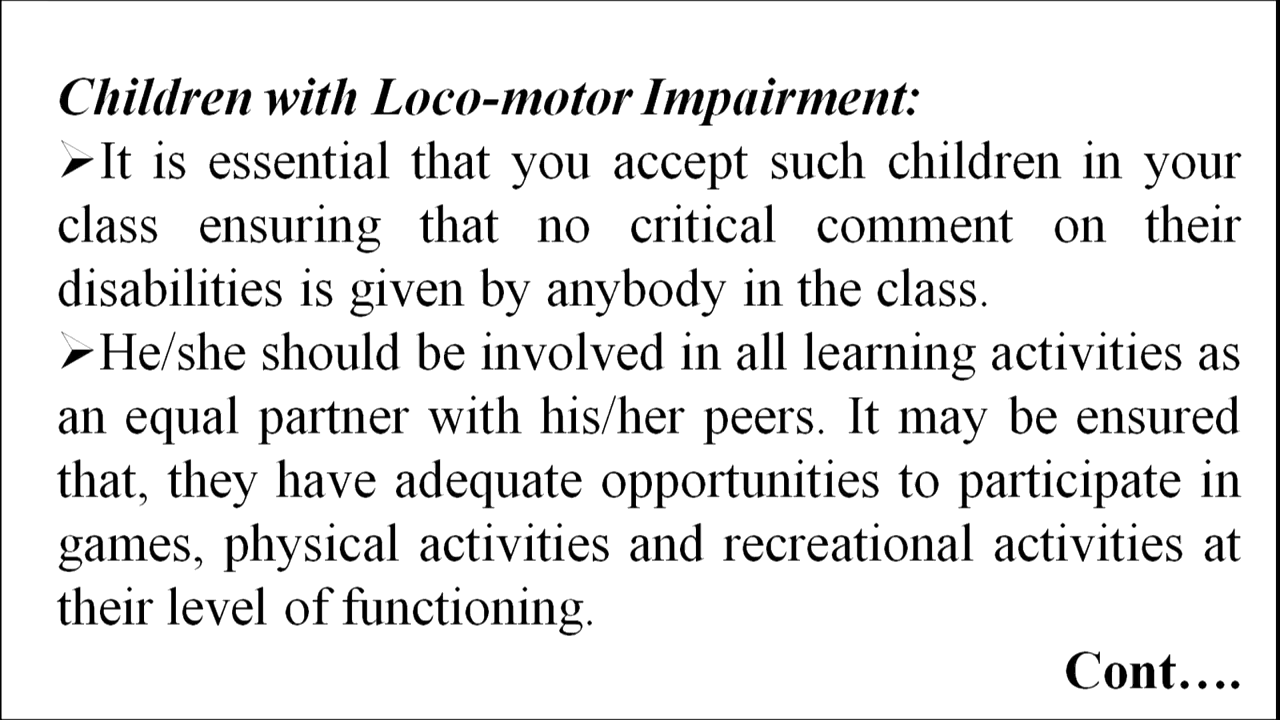 Children with Loco-motor Impairment:
➢It is essential that you accept such children in your
class ensuring that no critical comment on their
disabilities is given by anybody in the class.
➢He/she should be involved in all learning activities as
an equal partner with his/her peers. It may be ensured
that, they have adequate opportunities to participate in
games, physical activities and recreational activities at
their level of functioning.
Cont….